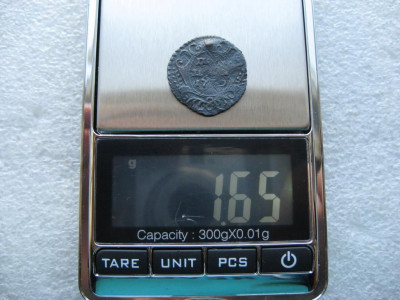 g
1.65
Capacity : 300gX0.01g
TARE UNIT PCS